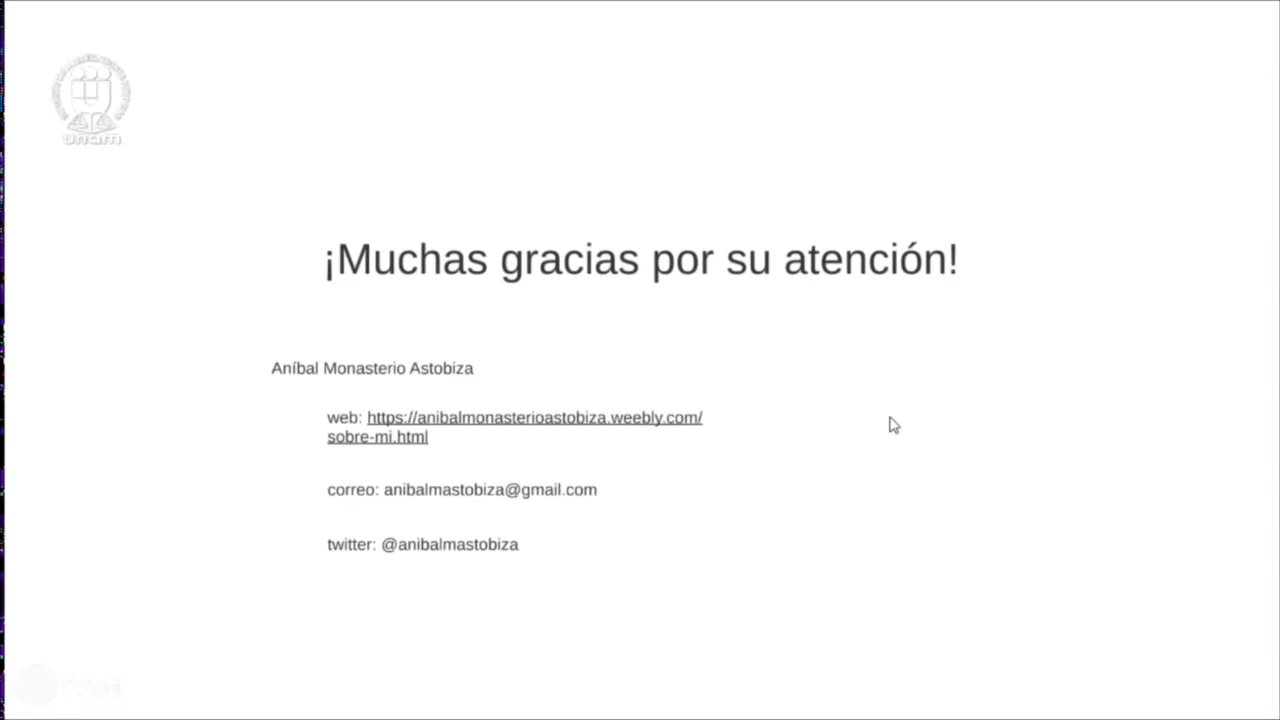 unam
¡Muchas gracias por su atención!
Aníbal Monasterio Astobiza
web: https://anibalmonasterioastobiza.weebly.com/
sobre-mi.html
correo: anibalmastobiza@gmail.com
twitter: @anibalmastobiza